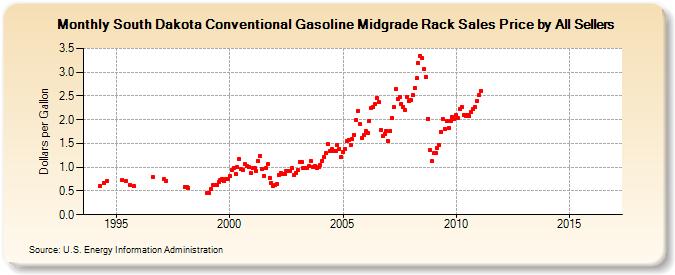 Monthly South Dakota Conventional Gasoline Midgrade Rack Sales Price by All Sellers
Dollars per Gallon
3.5
3.0
2.5
2.0
1.5
1.0
0.5
0.0
1995 2000 2005 2010 2015
Source: U.S. Energy Information Administration